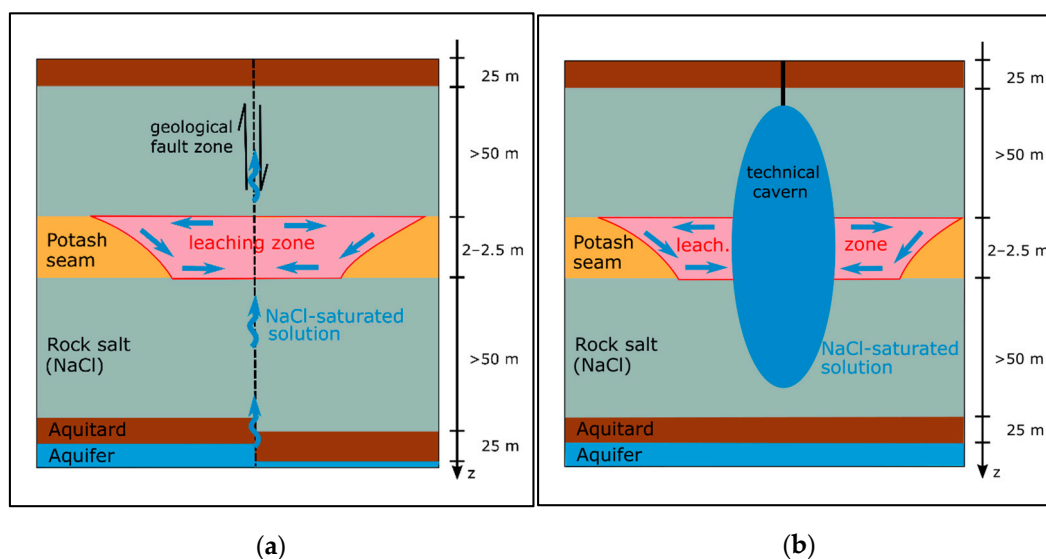 25 m
geological
fault zone
>50 m
Potash
seam
leaching zone
2–2.5 m
NaCl-saturated
solution
Rock salt
(NaCl)
>50 m
Aquitard
25 m
Aquifer
z
(a)
25 m
technical
cavern
>50 m
Potash
seam
leach.
zone
2–2.5 m
Rock salt
(NaCl)
NaCl-saturated
solution
>50 m
Aquitard
25 m
Aquifer
z
(b)